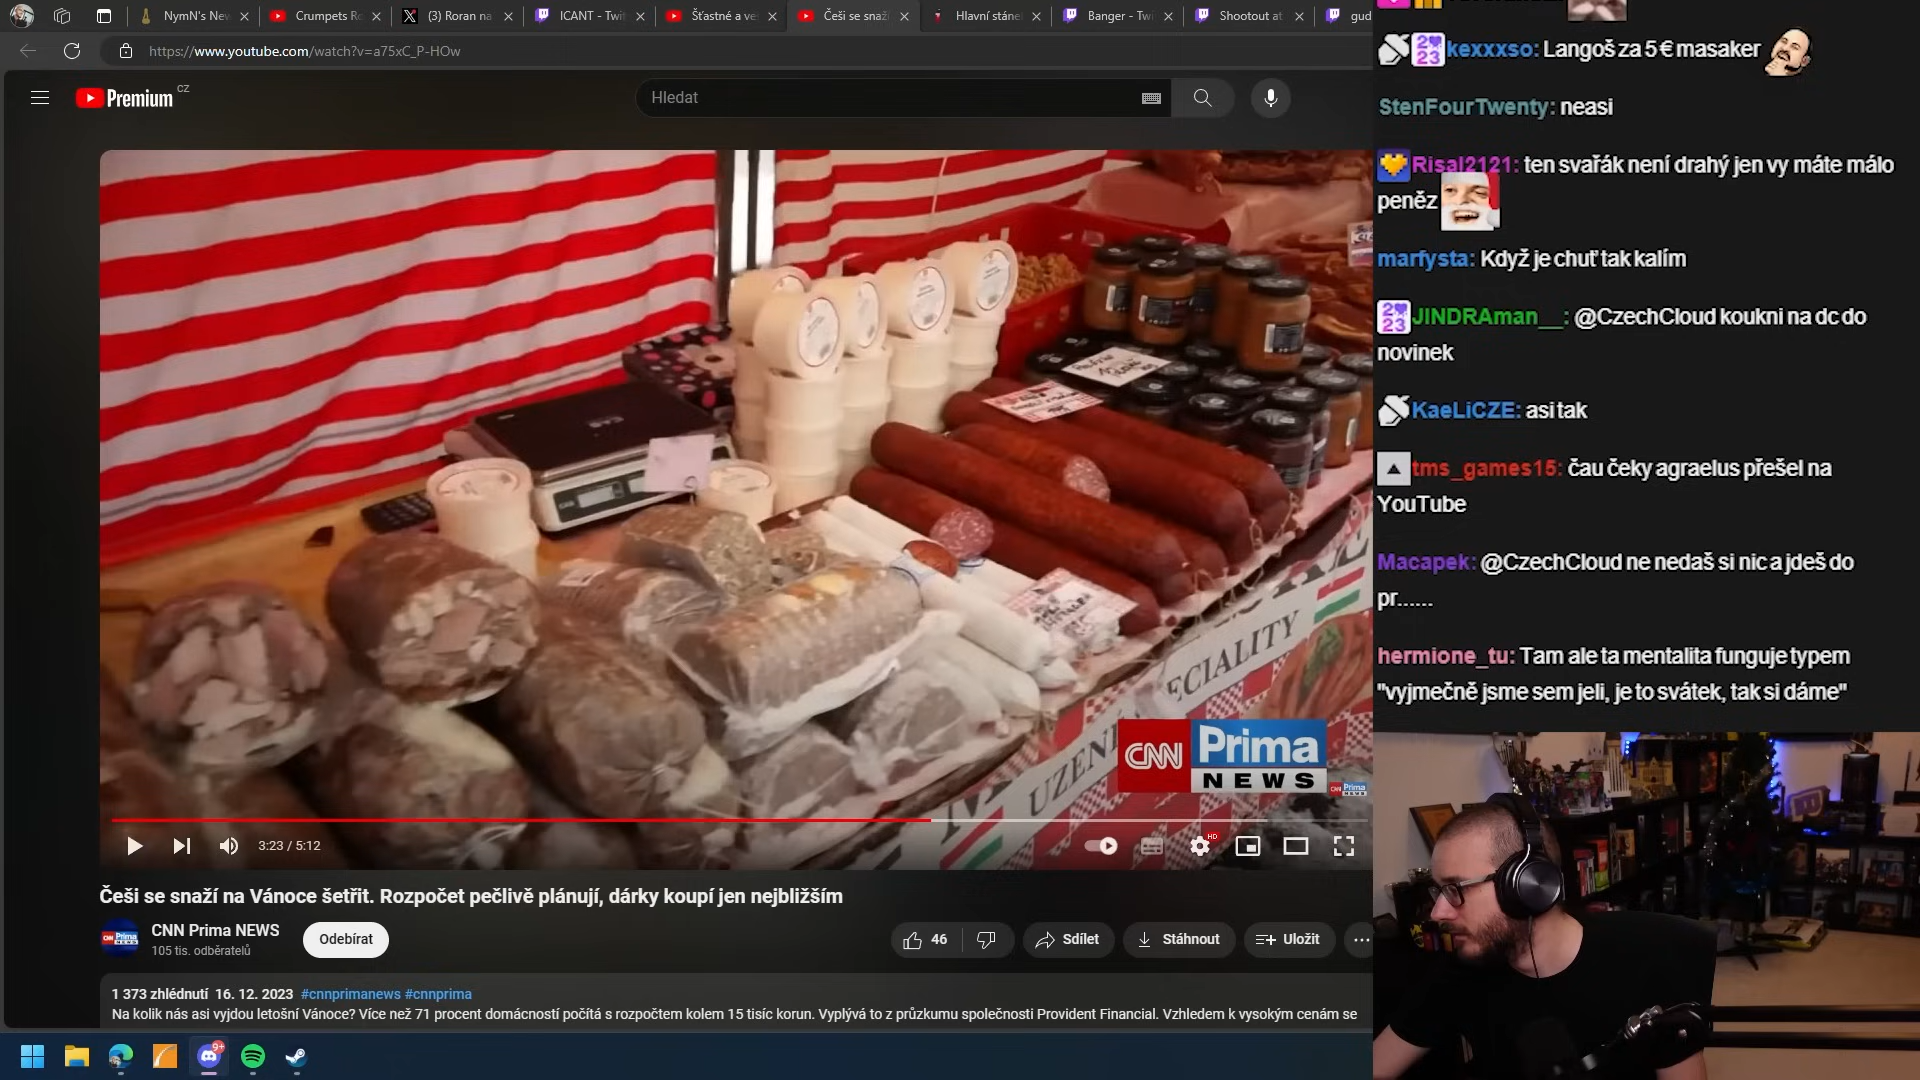 NymN's Nev
Crumpets Ro
(3) Roran na
ICANT - Twit
Šťastné a ve
Češi se snaží
Hlavní stánel
Banger - Twi
Shootout at
gud
https://www.youtube.com/watch?v=a75xC_P-HOw
Premium CZ
Hledat
UZENI
ECIALITY
CNN Prima
NEWS
3:23 / 5:12
HD
Češi se snaží na Vánoce šetřit. Rozpočet pečlivě plánují, dárky koupí jen nejbližším
CNN Prima NEWS
105 tis. odběratelů
Odebírat
46
Sdílet
Stáhnout
Uložit
1 373 zhlédnutí 16. 12. 2023 #cnnprimanews #cnnprima
Na kolik nás asi vyjdou letošní Vánoce? Více než 71 procent domácností počítá s rozpočtem kolem 15 tisíc korun. Vyplývá to z průzkumu společnosti Provident Financial. Vzhledem k vysokým cenám se
9+
kexxxso: Langoš za 5 € masaker
StenFourTwenty: neasi
Risal2121: ten svařák není drahý jen vy máte málo
peněz
marfysta: Když je chuť tak kalím
JINDRAman__: @CzechCloud koukni na dc do
novinek
KaeLiCZE: asi tak
tms_games15: čau čeky agraelus přešel na
YouTube
Macapek: @CzechCloud ne nedaš si nic a jdeš do
pr......
hermione_tu: Tam ale ta mentalita funguje typem
"vyjmečně jsme sem jeli, je to svátek, tak si dáme"